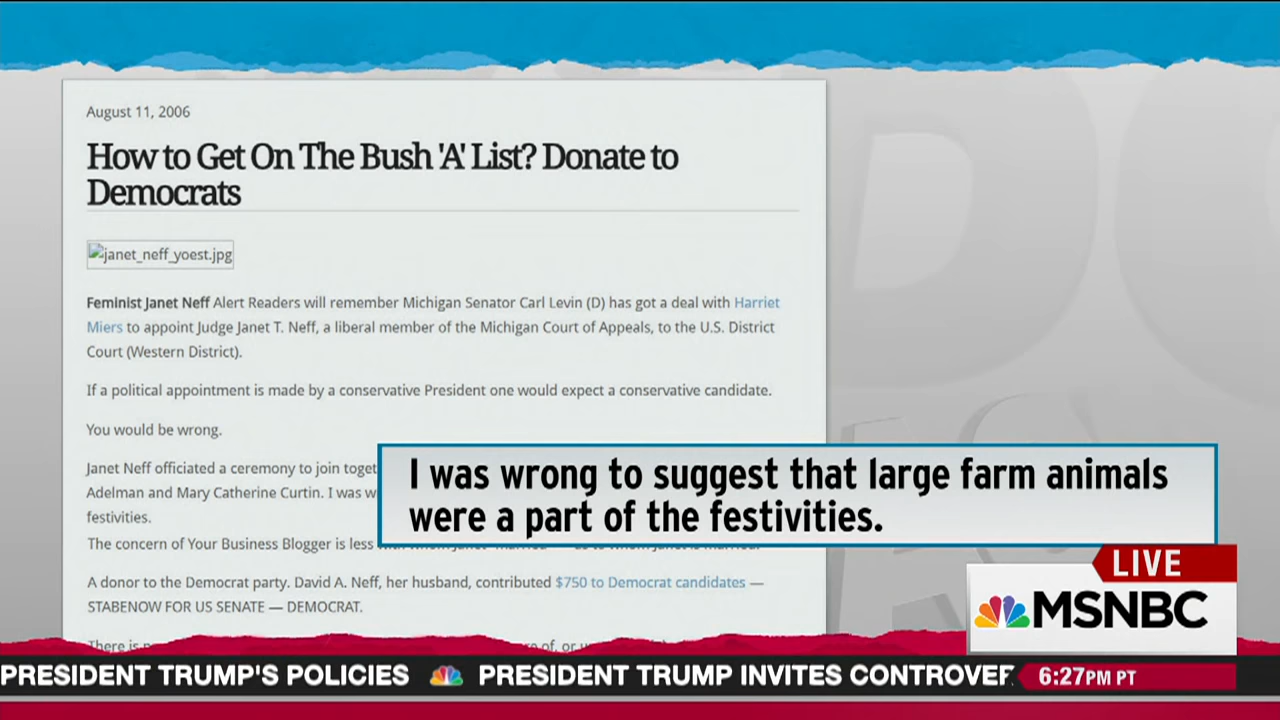 August 11, 2006
How to Get On The Bush 'A' List? Donate to
Democrats
janet_neff_yoest.jpg
Feminist Janet Neff Alert Readers will remember Michigan Senator Carl Levin (D) has got a deal with Harriet
Miers to appoint Judge Janet T. Neff, a liberal member of the Michigan Court of Appeals, to the U.S. District
Court (Western District).
If a political appointment is made by a conservative President one would expect a conservative candidate.
You would be wrong.
Janet Neff officiated a ceremony to join
Adelman and Mary Catherine Curtin. I was
festivities.
I was wrong to suggest that large farm animals
were a part of the festivities.
The concern of Your Business Blogger is less
A donor to the Democrat party. David A. Neff, her husband, contributed $750 to Democrat candidates —
STABENOW FOR US SENATE — DEMOCRAT.
There is
LIVE
MSNBC
PRESIDENT TRUMP'S POLICIES PRESIDENT TRUMP INVITES 6:27PM PT